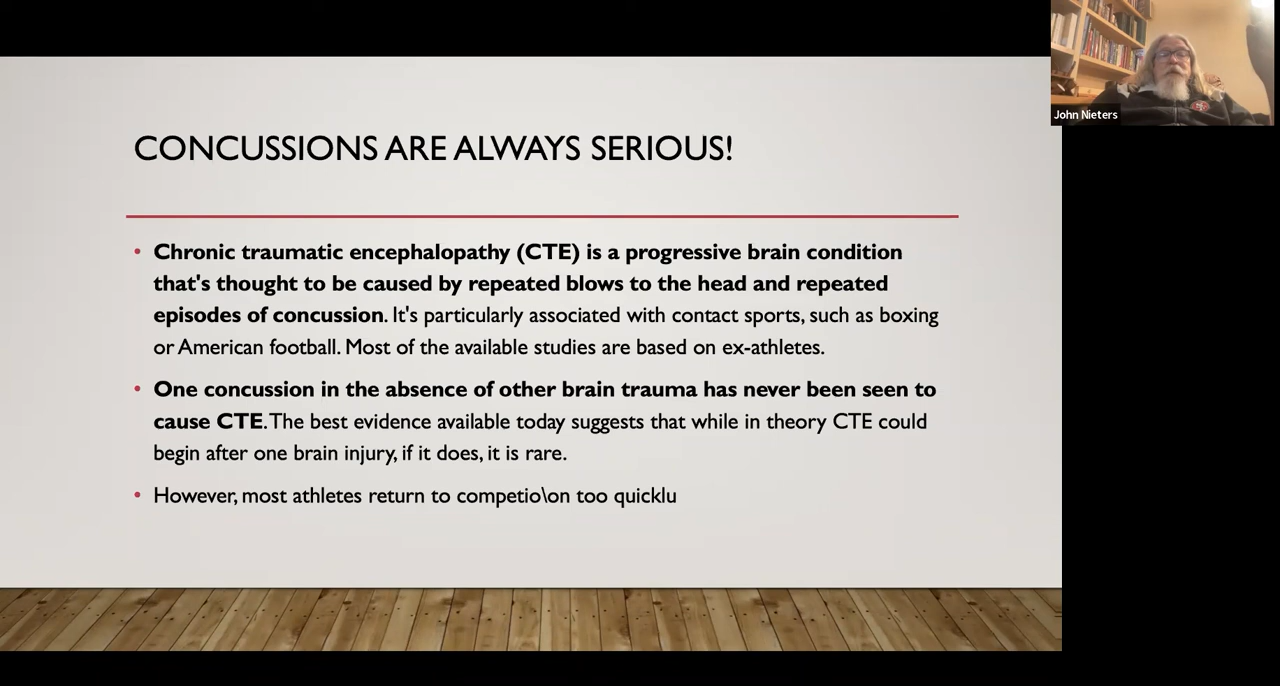 CONCUSSIONS ARE ALWAYS SERIOUS!
• Chronic traumatic encephalopathy (CTE) is a progressive brain condition
that's thought to be caused by repeated blows to the head and repeated
episodes of concussion. It's particularly associated with contact sports, such as boxing
or American football. Most of the available studies are based on ex-athletes.
• One concussion in the absence of other brain trauma has never been seen to
cause CTE. The best evidence available today suggests that while in theory CTE could
begin after one brain injury, if it does, it is rare.
• However, most athletes return to competio\on too quicklu
John Nieters